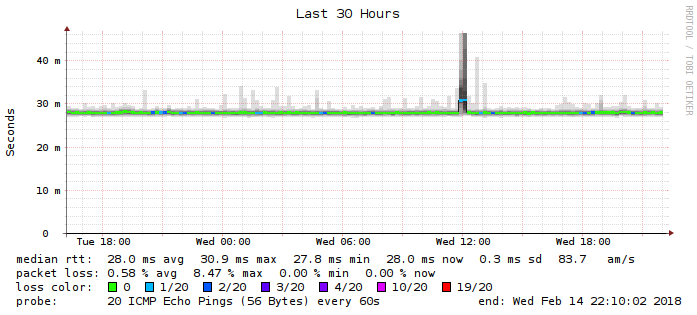 Last 30 Hours
RRDTOOL / TOBI OETIKER
Seconds
40 m
30 m
20 m
10 m
0
Tue 18:00 Wed 00:00 Wed 06:00 Wed 12:00 Wed 18:00
median rtt: 28.0 ms avg 30.9 ms max 27.8 ms min 28.0 ms now 0.3 ms sd 83.7 am/s
packet loss: 0.58 % avg 8.47 % max 0.00 % min 0.00 % now
loss color: 0 1/20 2/20 3/20 4/20 10/20 19/20
probe: 20 ICMP Echo Pings (56 Bytes) every 60s end: Wed Feb 14 22:10:02 2018